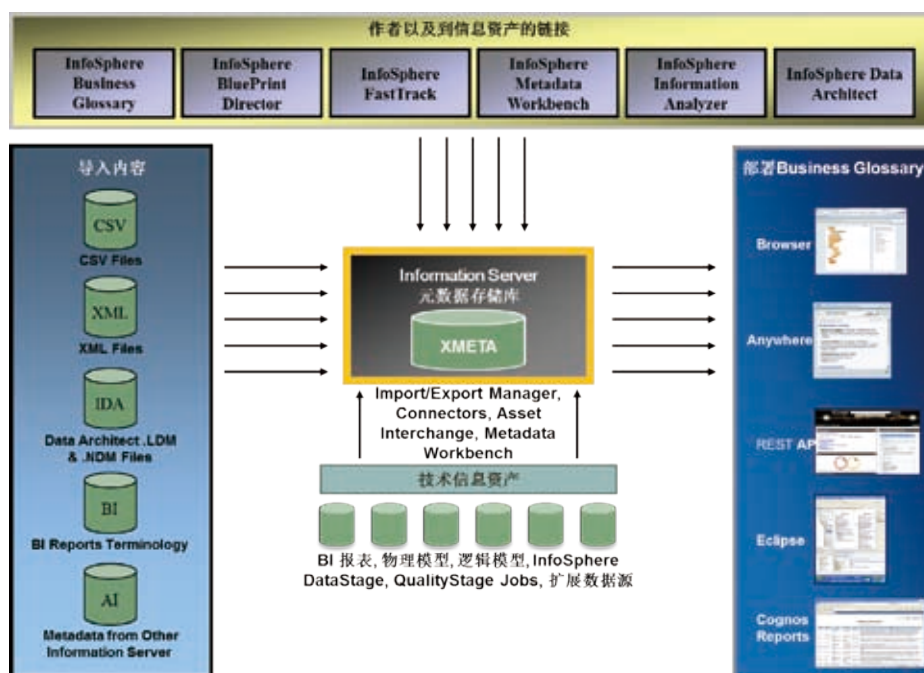 作者以及到信息资产的链接
InfoSphere
Business
Glossary
InfoSphere
BluePrint
Director
InfoSphere
FastTrack
InfoSphere
Metadata
Workbench
InfoSphere
Information
Analyzer
InfoSphere Data
Architect
导入内容
CSV
CSV Files
XML
XML Files
IDA
Data Architect .LDM
& .NDM Files
BI
BI Reports Terminology
AI
Metadata from Other
Information Server
Information Server
元数据存储库
XMETA
Import/Export Manager,
Connectors, Asset
Interchange, Metadata
Workbench
技术信息资产
BI 报表, 物理模型, 逻辑模型, InfoSphere
DataStage, QualityStage Jobs, 扩展数据源
部署Business Glossary
Browser
Anywhere
REST AP
Eclipse
Cognos
Reports